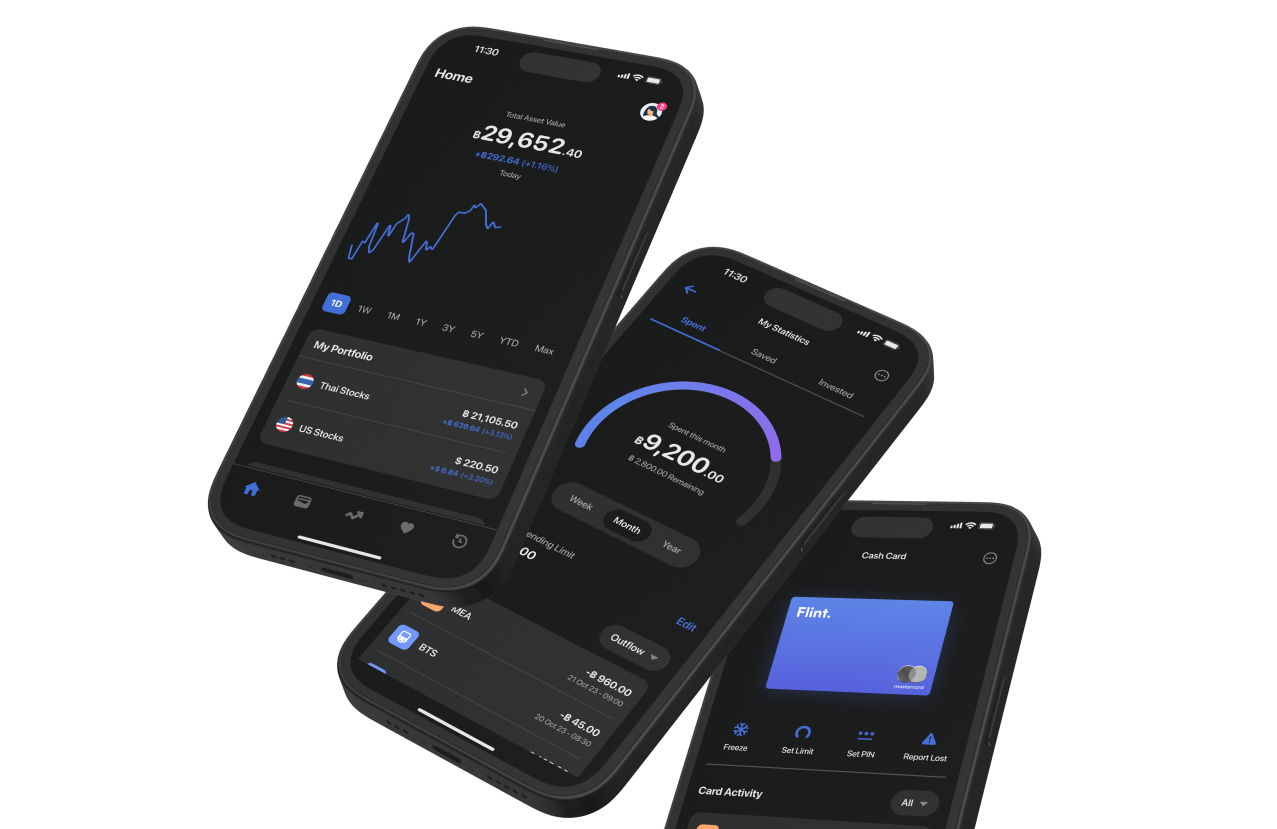 11:30
Home
2
Total Asset Value
฿29,652.40
+฿292.64 (+1.16%)
Today
1D 1W 1M 1Y 3Y 5Y YTD Max
My Portfolio
Thai Stocks
฿ 21,105.50
+฿ 639.64 (+3.13%)
US Stocks
$ 220.50
+$ 6.84 (+3.20%)
11:30
My Statistics
Spent Saved Invested
Spent this month
฿9,200.00
฿ 2,800.00 Remaining
Week Month Year
ending Limit
00
Edit
Outflow
MEA
-฿ 960.00
21 Oct 23 - 09:00
BTS
-฿ 45.00
20 Oct 23 - 08:30
Cash Card
Flint.
mastercard
Freeze Set Limit Set PIN Report Lost
Card Activity
All